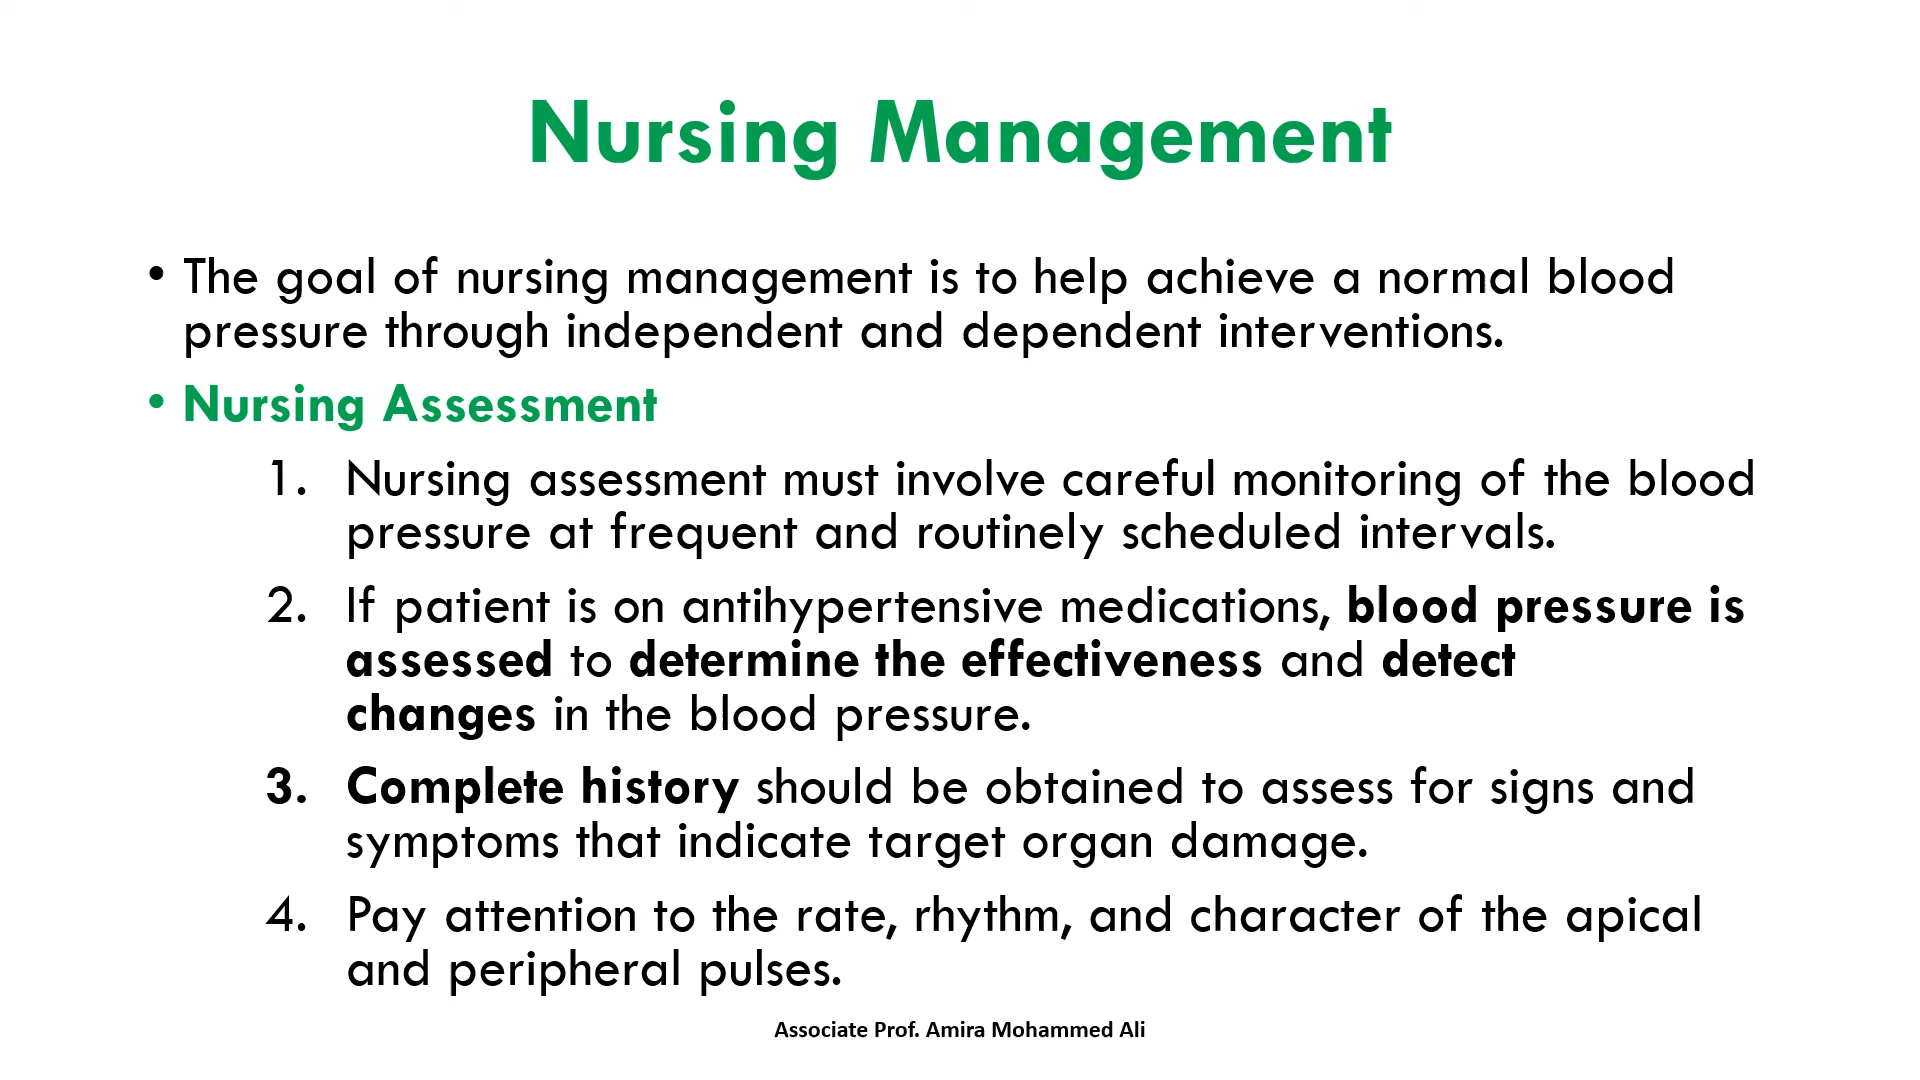 Nursing Management
• The goal of nursing management is to help achieve a normal blood
pressure through independent and dependent interventions.
• Nursing Assessment
1. Nursing assessment must involve careful monitoring of the blood
pressure at frequent and routinely scheduled intervals.
2. If patient is on antihypertensive medications, blood pressure is
assessed to determine the effectiveness and detect
changes in the blood pressure.
3. Complete history should be obtained to assess for signs and
symptoms that indicate target organ damage.
4. Pay attention to the rate, rhythm, and character of the apical
and peripheral pulses.
Associate Prof. Amira Mohammed Ali